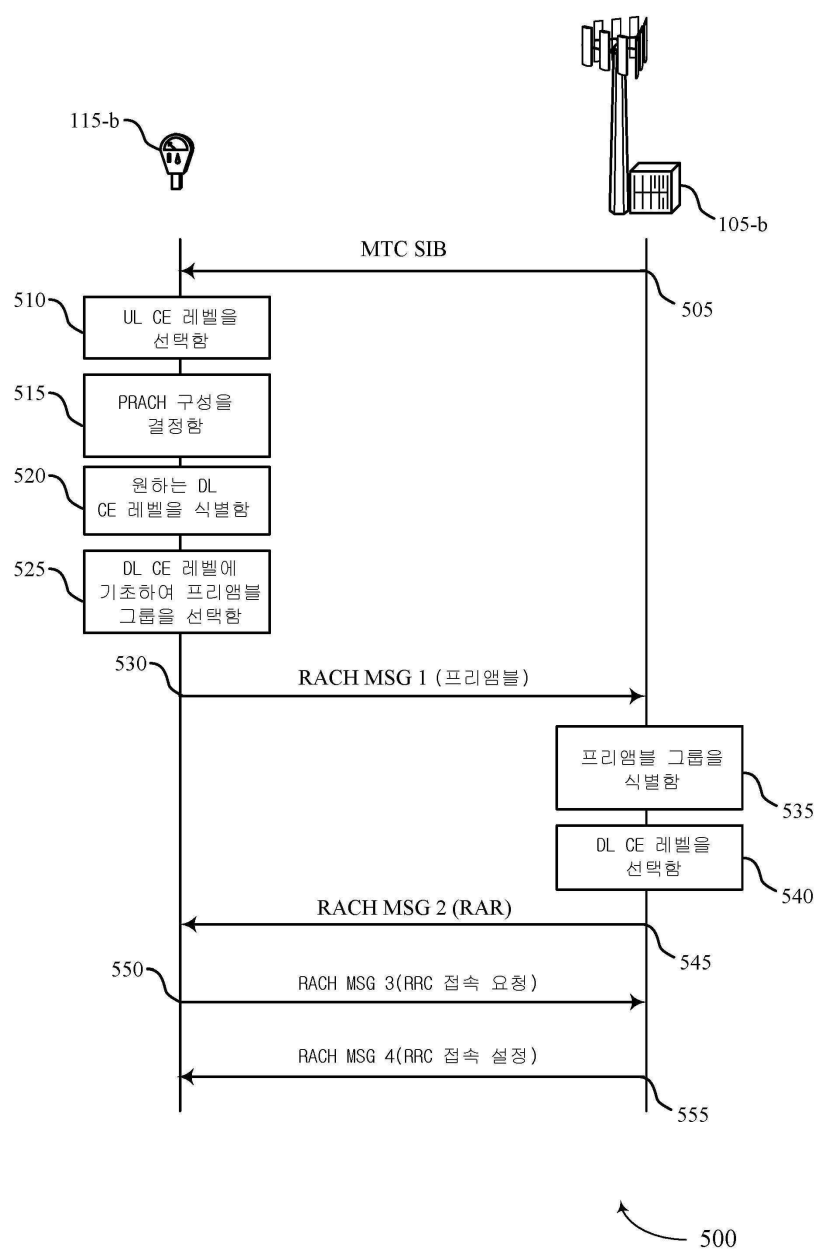 115-b
105-b
MTC SIB
505
510
UL CE 레벨을
선택함
515
PRACH 구성을
결정함
520
원하는 DL
CE 레벨을 식별함
525
DL CE 레벨에
기초하여 프리앰블
그룹을 선택함
530
RACH MSG 1 (프리앰블)
프리앰블 그룹을
식별함
535
DL CE 레벨을
선택함
540
RACH MSG 2 (RAR)
545
550
RACH MSG 3(RRC 접속 요청)
RACH MSG 4(RRC 접속 설정)
555
500